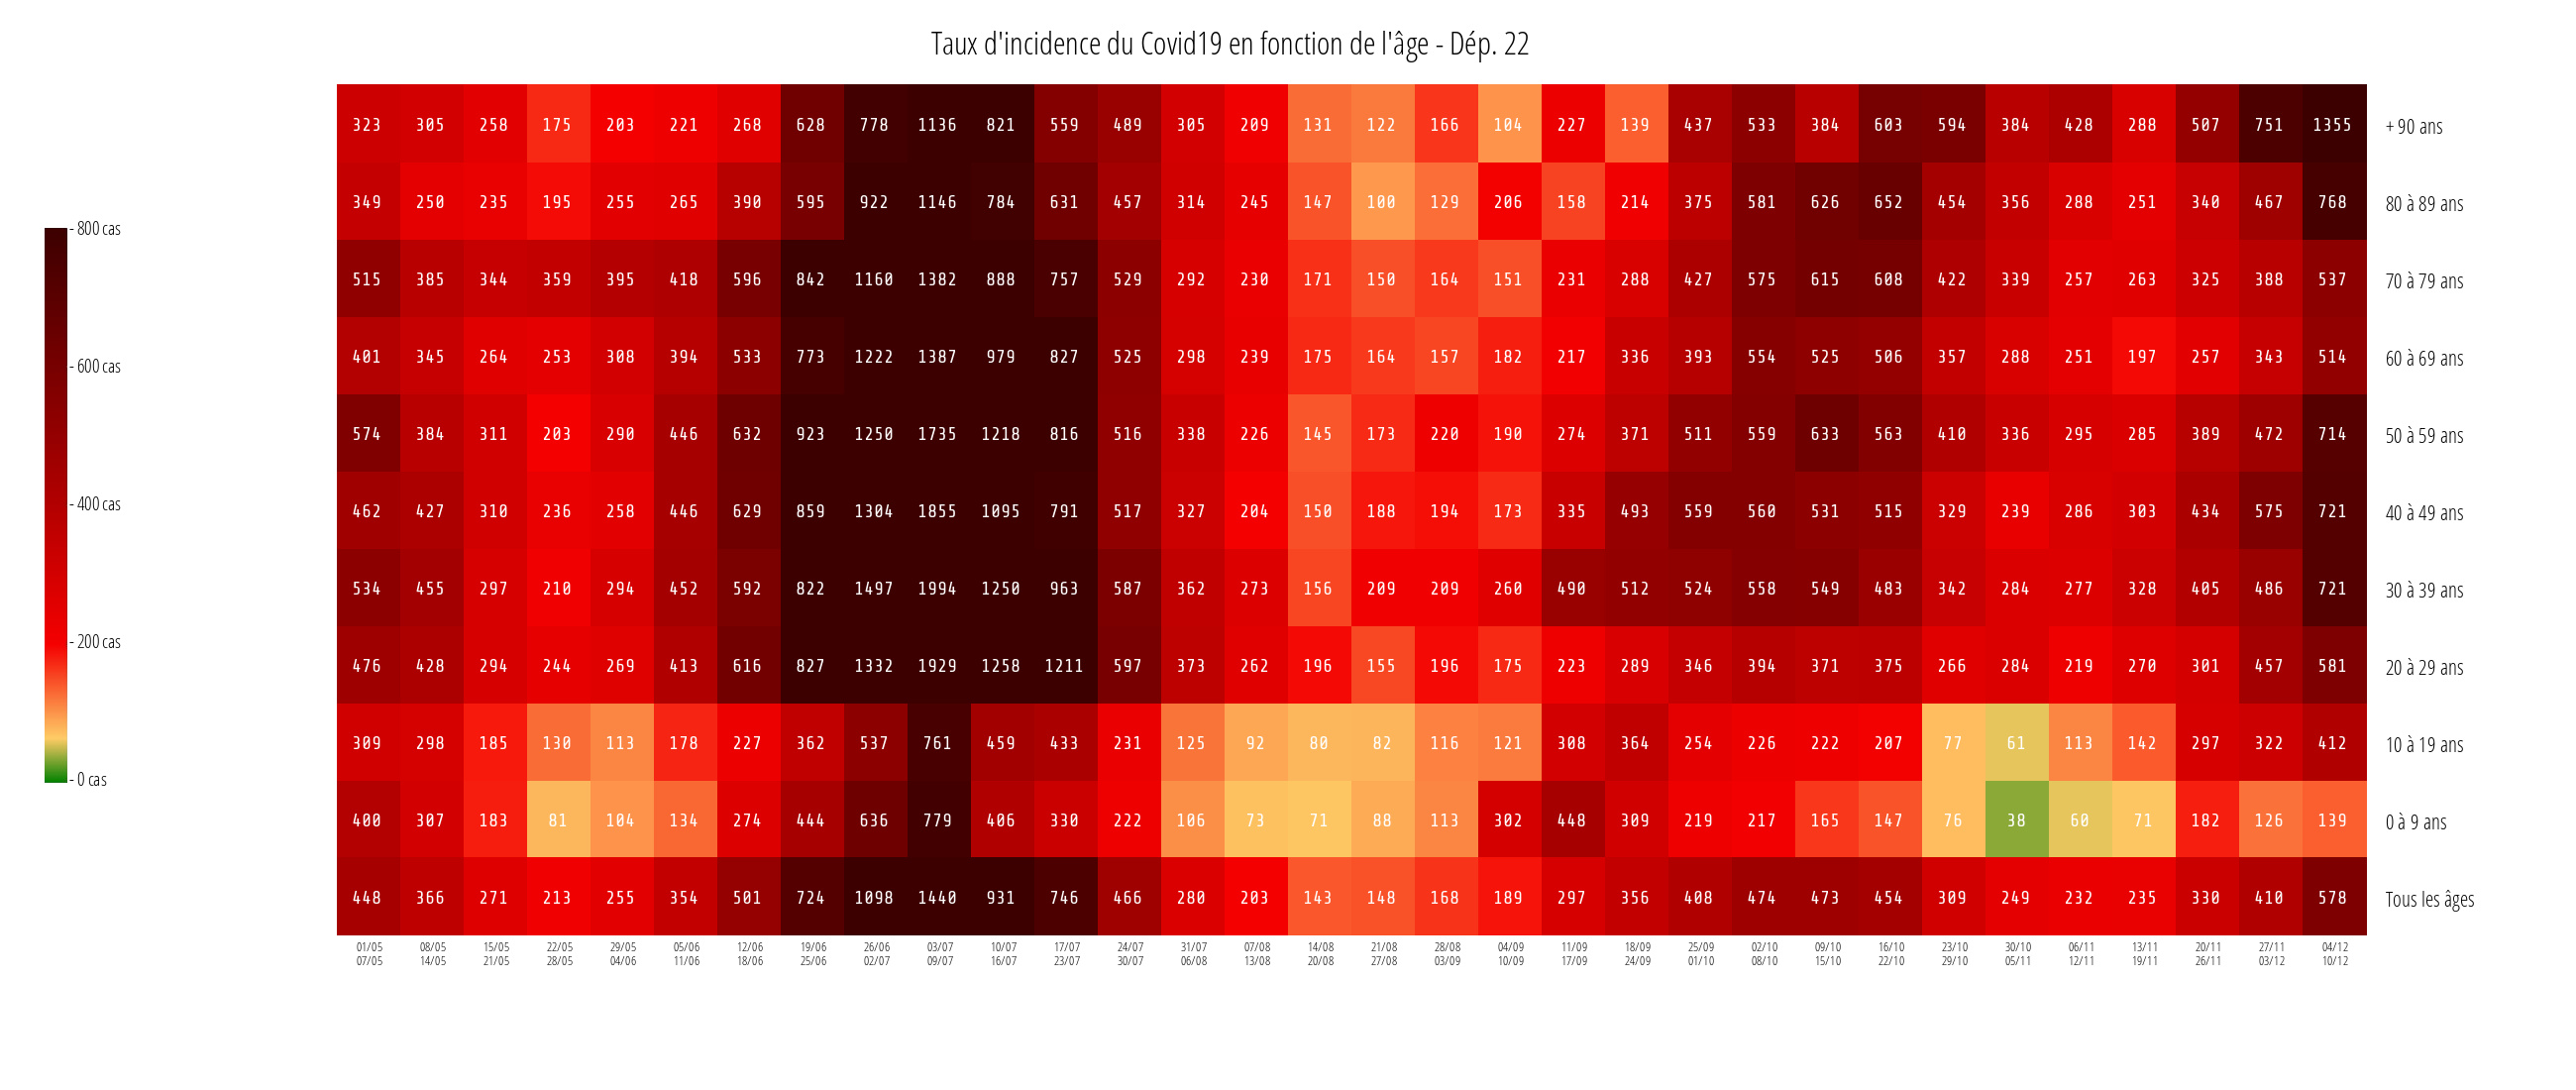 Taux d'incidence du Covid19 en fonction de l'âge - Dép. 22
323 305 258 175 203 221 268 628 778 1136 821 559 489 305 209 131 122 166 104 227 139 437 533 384 603 594 384 428 288 507 751 1355 + 90 ans
349 250 235 195 255 265 390 595 922 1146 784 631 457 314 245 147 100 129 206 158 214 375 581 626 652 454 356 288 251 340 467 768 80 à 89 ans
515 385 344 359 395 418 596 842 1160 1382 888 757 529 292 230 171 150 164 151 231 288 427 575 615 608 422 339 257 263 325 388 537 70 à 79 ans
401 345 264 253 308 394 533 773 1222 1387 979 827 525 298 239 175 164 157 182 217 336 393 554 525 506 357 288 251 197 257 343 514 60 à 69 ans
574 384 311 203 290 446 632 923 1250 1735 1218 816 516 338 226 145 173 220 190 274 371 511 559 633 563 410 336 295 285 389 472 714 50 à 59 ans
462 427 310 236 258 446 629 859 1304 1855 1095 791 517 327 204 150 188 194 173 335 493 559 560 531 515 329 239 286 303 434 575 721 40 à 49 ans
534 455 297 210 294 452 592 822 1497 1994 1250 963 587 362 273 156 209 209 260 490 512 524 558 549 483 342 284 277 328 405 486 721 30 à 39 ans
476 428 294 244 269 413 616 827 1332 1929 1258 1211 597 373 262 196 155 196 175 223 289 346 394 371 375 266 284 219 270 301 457 581 20 à 29 ans
309 298 185 130 113 178 227 362 537 761 459 433 231 125 92 80 82 116 121 308 364 254 226 222 207 77 61 113 142 297 322 412 10 à 19 ans
400 307 183 81 104 134 274 444 636 779 406 330 222 106 73 71 88 113 302 448 309 219 217 165 147 76 38 60 71 182 126 139 0 à 9 ans
448 366 271 213 255 354 501 724 1098 1440 931 746 466 280 203 143 148 168 189 297 356 408 474 473 454 309 249 232 235 330 410 578 Tous les âges
01/05 08/05 15/05 22/05 29/05 05/06 12/06 19/06 26/06 03/07 10/07 17/07 24/07 31/07 07/08 14/08 21/08 28/08 04/09 11/09 18/09 25/09 02/10 09/10 16/10 23/10 30/10 06/11 13/11 20/11 27/11 04/12
07/05 14/05 21/05 28/05 04/06 11/06 18/06 25/06 02/07 09/07 16/07 23/07 30/07 06/08 13/08 20/08 27/08 03/09 10/09 17/09 24/09 01/10 08/10 15/10 22/10 29/10 05/11 12/11 19/11 26/11 03/12 10/12
- 800 cas
- 600 cas
- 400 cas
- 200 cas
- 0 cas